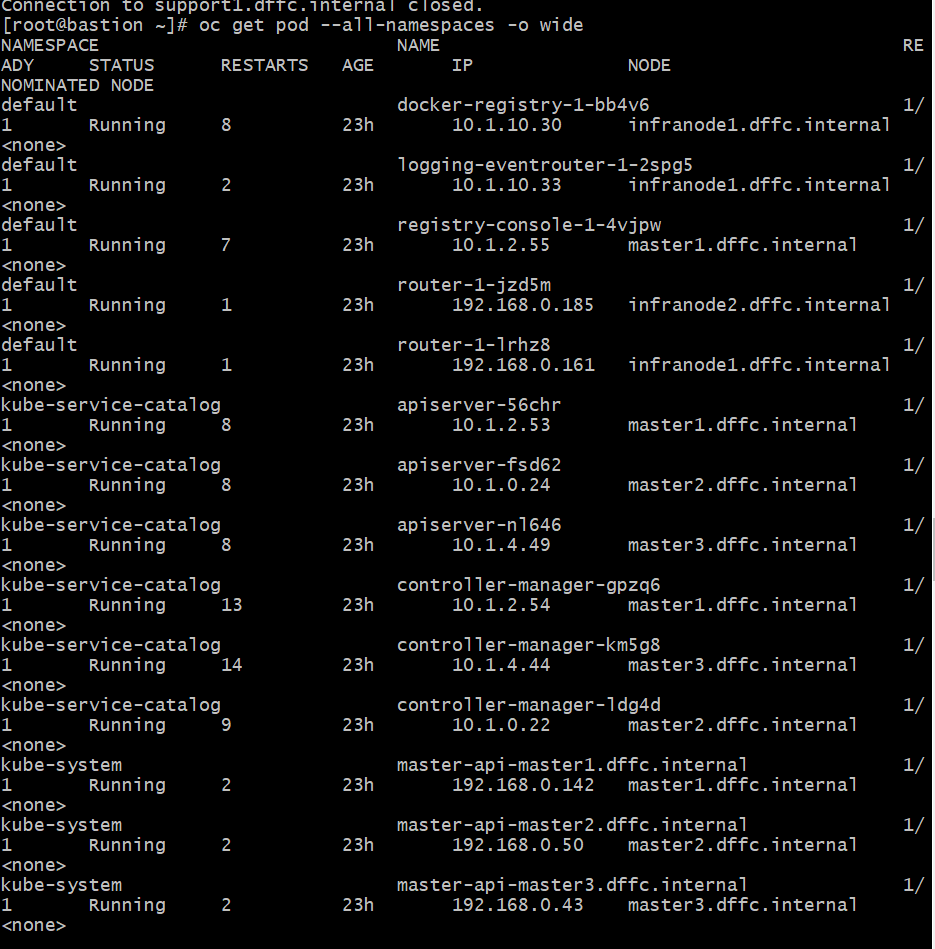 Connection to support1.dffc.internal closed.
[root@bastion ~]# oc get pod --all-namespaces -o wide
NAMESPACE NAME RE
ADY STATUS RESTARTS AGE IP NODE
NOMINATED NODE
default docker-registry-1-bb4v6 1/
1 Running 8 23h 10.1.10.30 infranode1.dffc.internal
<none>
default logging-eventrouter-1-2spg5 1/
1 Running 2 23h 10.1.10.33 infranode1.dffc.internal
<none>
default registry-console-1-4vjpw 1/
1 Running 7 23h 10.1.2.55 master1.dffc.internal
<none>
default router-1-jzd5m 1/
1 Running 1 23h 192.168.0.185 infranode2.dffc.internal
<none>
default router-1-lrhz8 1/
1 Running 1 23h 192.168.0.161 infranode1.dffc.internal
<none>
kube-service-catalog apiserver-56chr 1/
1 Running 8 23h 10.1.2.53 master1.dffc.internal
<none>
kube-service-catalog apiserver-fsd62 1/
1 Running 8 23h 10.1.0.24 master2.dffc.internal
<none>
kube-service-catalog apiserver-nl646 1/
1 Running 8 23h 10.1.4.49 master3.dffc.internal
<none>
kube-service-catalog controller-manager-gpzq6 1/
1 Running 13 23h 10.1.2.54 master1.dffc.internal
<none>
kube-service-catalog controller-manager-km5g8 1/
1 Running 14 23h 10.1.4.44 master3.dffc.internal
<none>
kube-service-catalog controller-manager-ldg4d 1/
1 Running 9 23h 10.1.0.22 master2.dffc.internal
<none>
kube-system master-api-master1.dffc.internal 1/
1 Running 2 23h 192.168.0.142 master1.dffc.internal
<none>
kube-system master-api-master2.dffc.internal 1/
1 Running 2 23h 192.168.0.50 master2.dffc.internal
<none>
kube-system master-api-master3.dffc.internal 1/
1 Running 2 23h 192.168.0.43 master3.dffc.internal
<none>